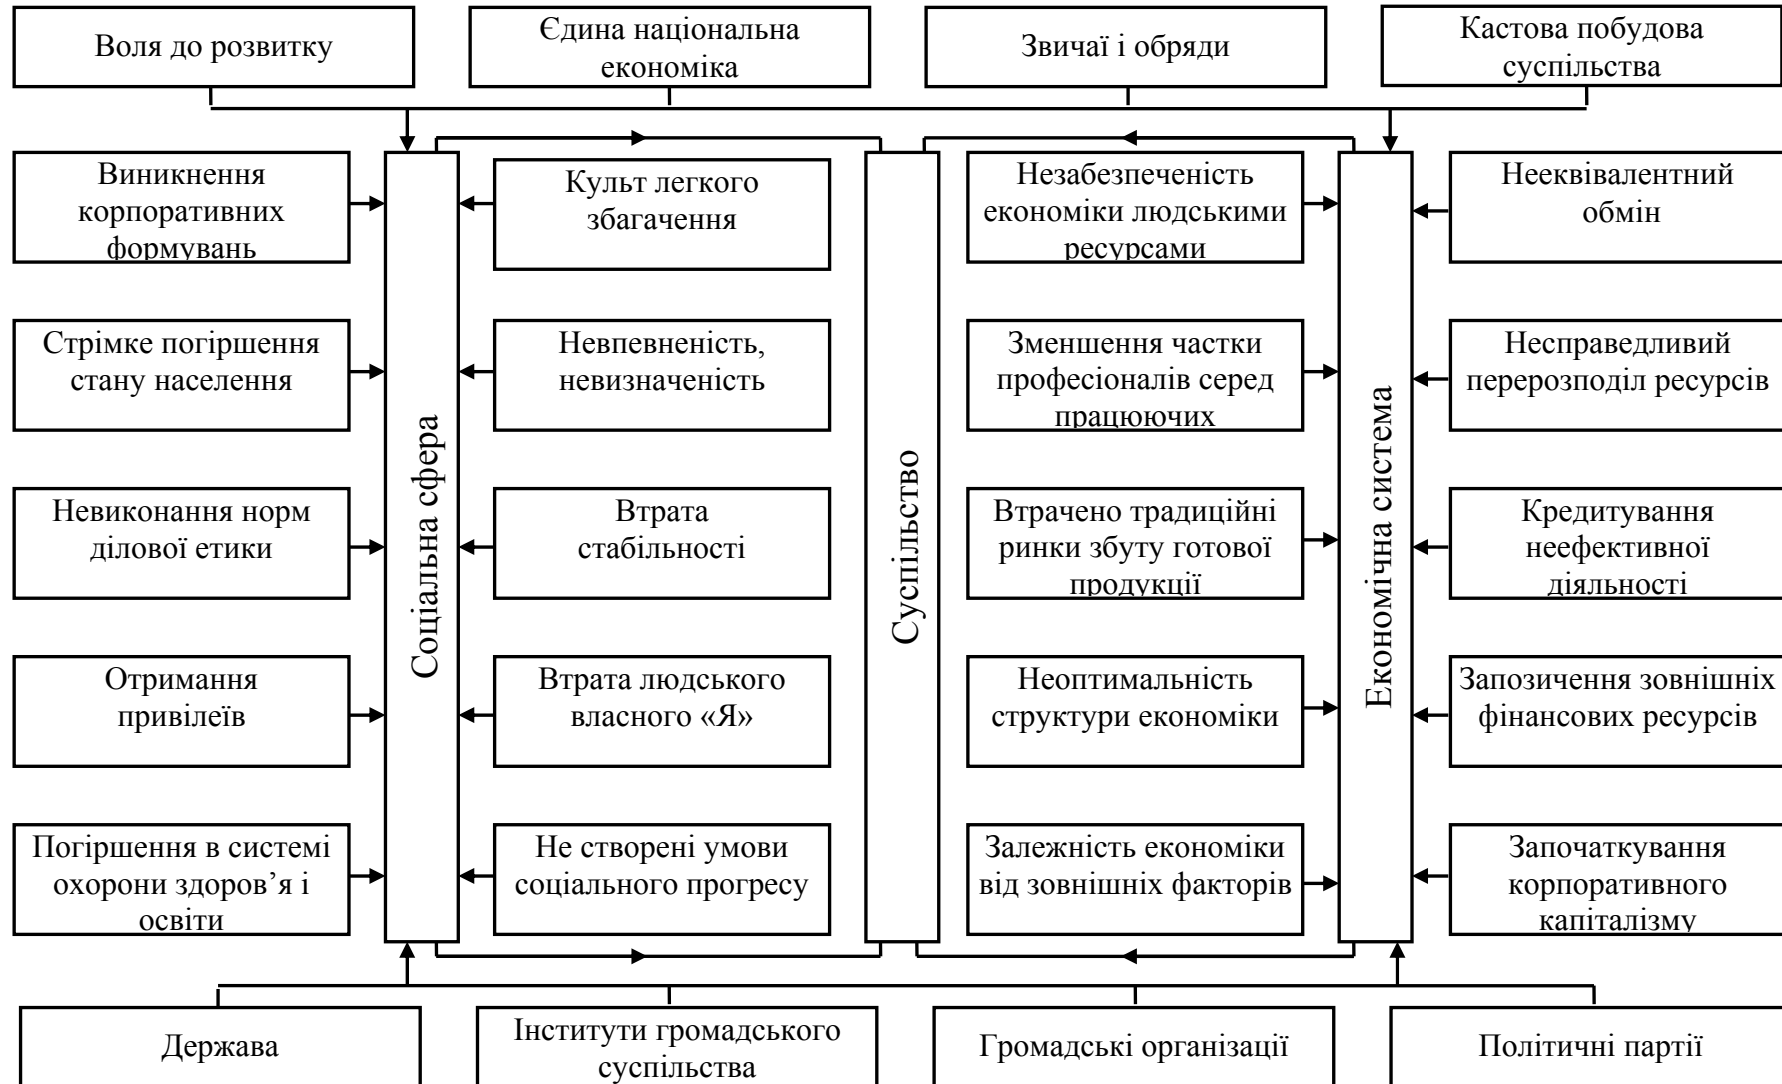 Воля до розвитку
Єдина національна
економіка
Звичаї і обряди
Кастова побудова
суспільства
Виникнення
корпоративних
формувань
Культ легкого
збагачення
Незабезпеченість
економіки людськими
ресурсами
Нееквівалентний
обмін
Стрімке погіршення
стану населення
Невпевненість,
невизначеність
Зменшення частки
професіоналів серед
працюючих
Несправедливий
перерозподіл ресурсів
Соціальна сфера
Суспільство
Економічна система
Невиконання норм
ділової етики
Втрата
стабільності
Втрачено традиційні
ринки збуту готової
продукції
Кредитування
неефективної
діяльності
Отримання
привілеїв
Втрата людського
власного «Я»
Неоптимальність
структури економіки
Запозичення зовнішніх
фінансових ресурсів
Погіршення в системі
охорони здоров’я і
освіти
Не створені умови
соціального прогресу
Залежність економіки
від зовнішніх факторів
Започаткування
корпоративного
капіталізму
Держава
Інститути громадського
суспільства
Громадські організації
Політичні партії